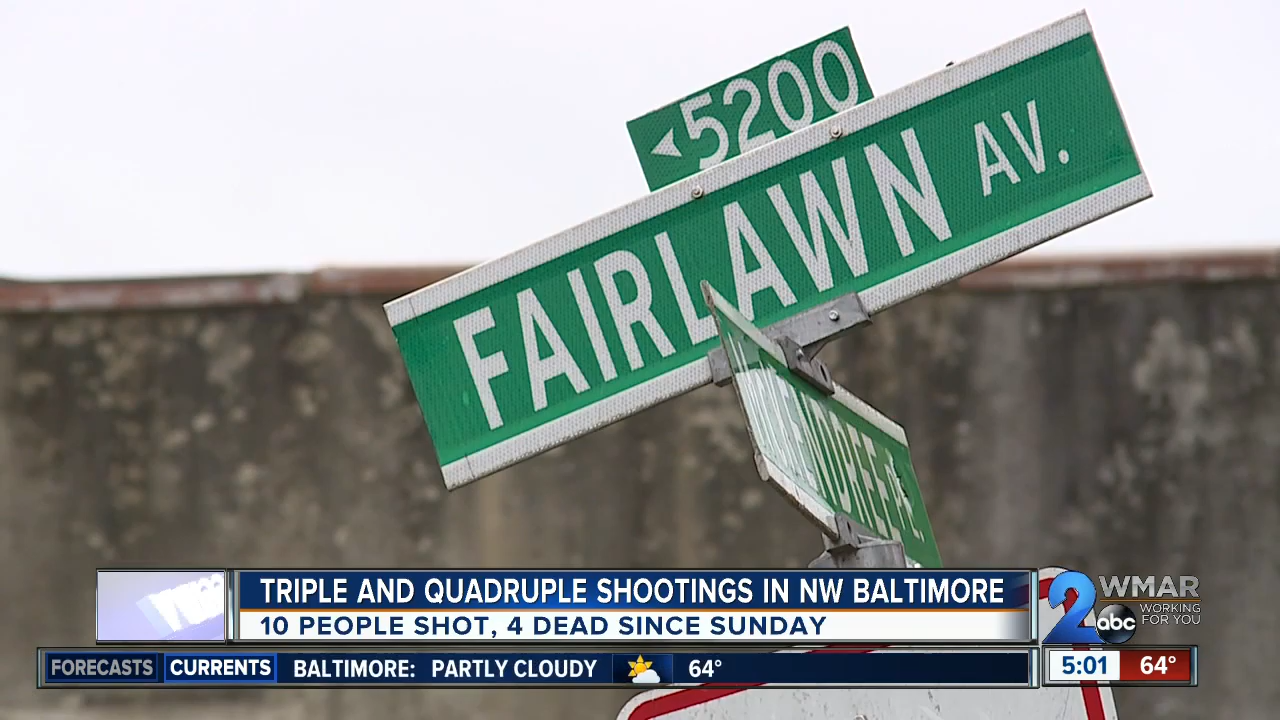 5200
FAIRLAWN AV.
TRIPLE AND QUADRUPLE SHOOTINGS IN NW BALTIMORE
10 PEOPLE SHOT, 4 DEAD SINCE SUNDAY
2 abc WMAR
WORKING
FOR YOU
FORECASTS CURRENTS BALTIMORE: PARTLY CLOUDY 64°
5:01 64°